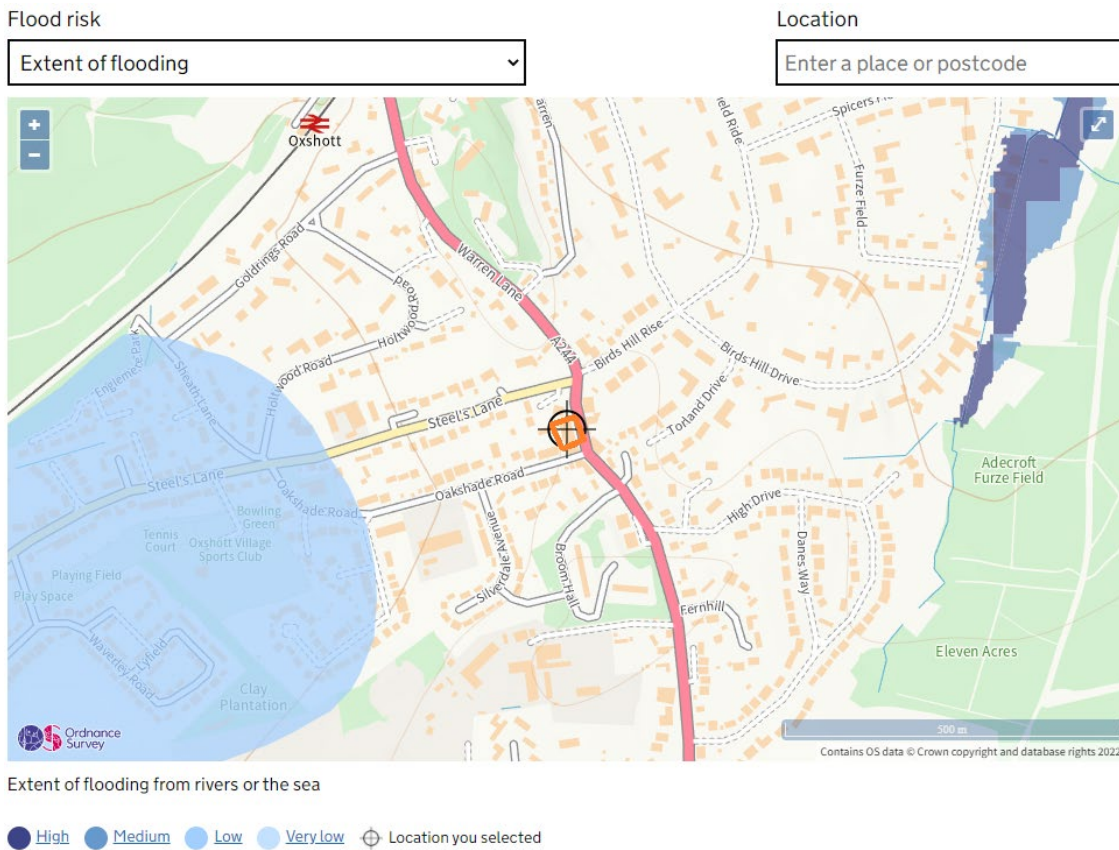 Flood risk
Location
Extent of flooding
Enter a place or postcode
+
−
Oxshott
Spicers
Furze Field
Goldrings Road
Warren Lane
Holtwood Road
Holtwood Road
A244
Birds Hill Rise
Birds Hill Drive
Torland Drive
Sheath Lane
Steel's Lane
Steel's Lane
Oakshade Road
Oakshade Road
Bowling
Green
Tennis
Court
Oxshott Village
Sports Club
Playing Field
Play Space
Waverley Road
Lyfield
Clay
Plantation
Silverdale Avenue
Broom Hall
High Drive
Danes Way
Fernhill
Adecroft
Furze Field
Eleven Acres
Ordnance
Survey
500 m
Contains OS data © Crown copyright and database rights 2022
Extent of flooding from rivers or the sea
High Medium Low Very low Location you selected